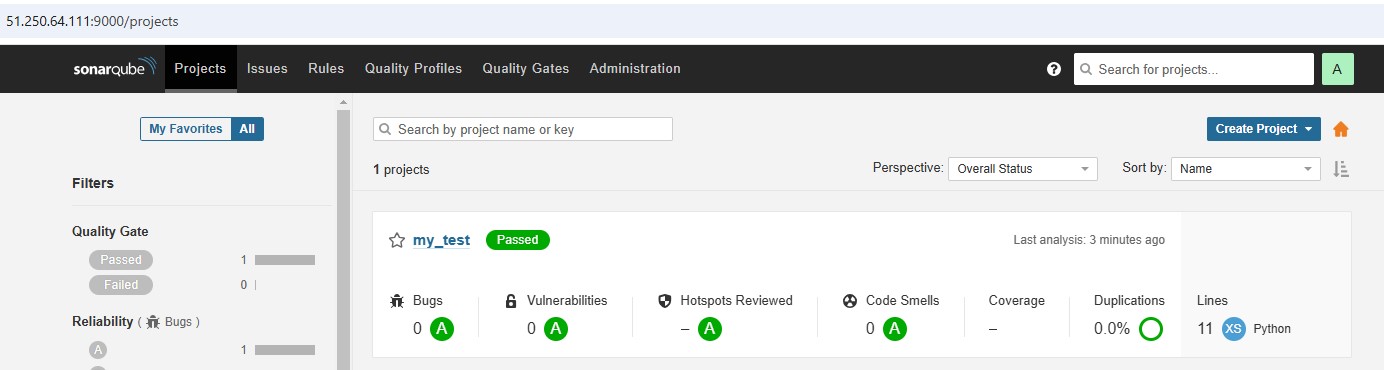 51.250.64.111:9000/projects
sonarqube Projects Issues Rules Quality Profiles Quality Gates Administration ? Search for projects... A
My Favorites All
Search by project name or key
Create Project
1 projects
Perspective: Overall Status
Sort by: Name
Filters
Quality Gate
Passed 1
Failed 0
Reliability ( Bugs )
A 1
my_test Passed
Last analysis: 3 minutes ago
Bugs Vulnerabilities Hotspots Reviewed Code Smells Coverage Duplications Lines
0 A 0 A – A 0 A – 0.0% 11 XS Python